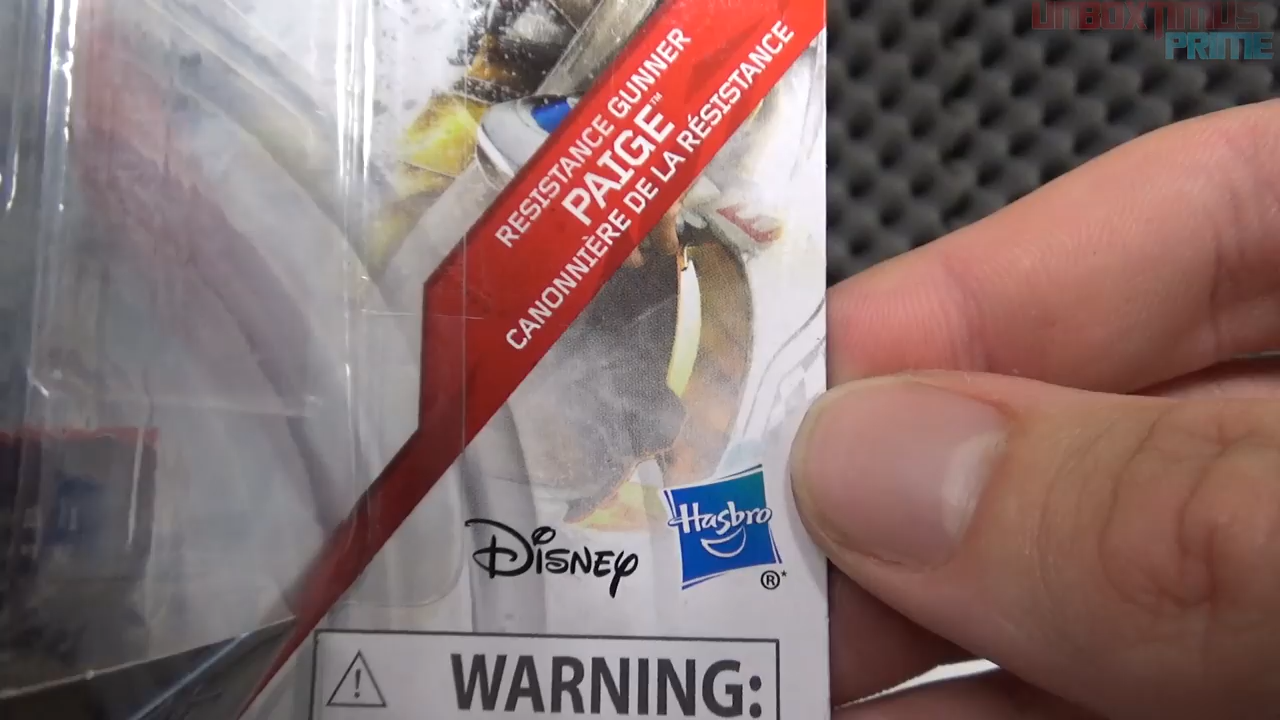 UNBOXTIMUS
PRIME
RESISTANCE GUNNER
PAIGE™
CANONNIÈRE DE LA RÉSISTANCE
DISNEY
Hasbro
®*
WARNING: